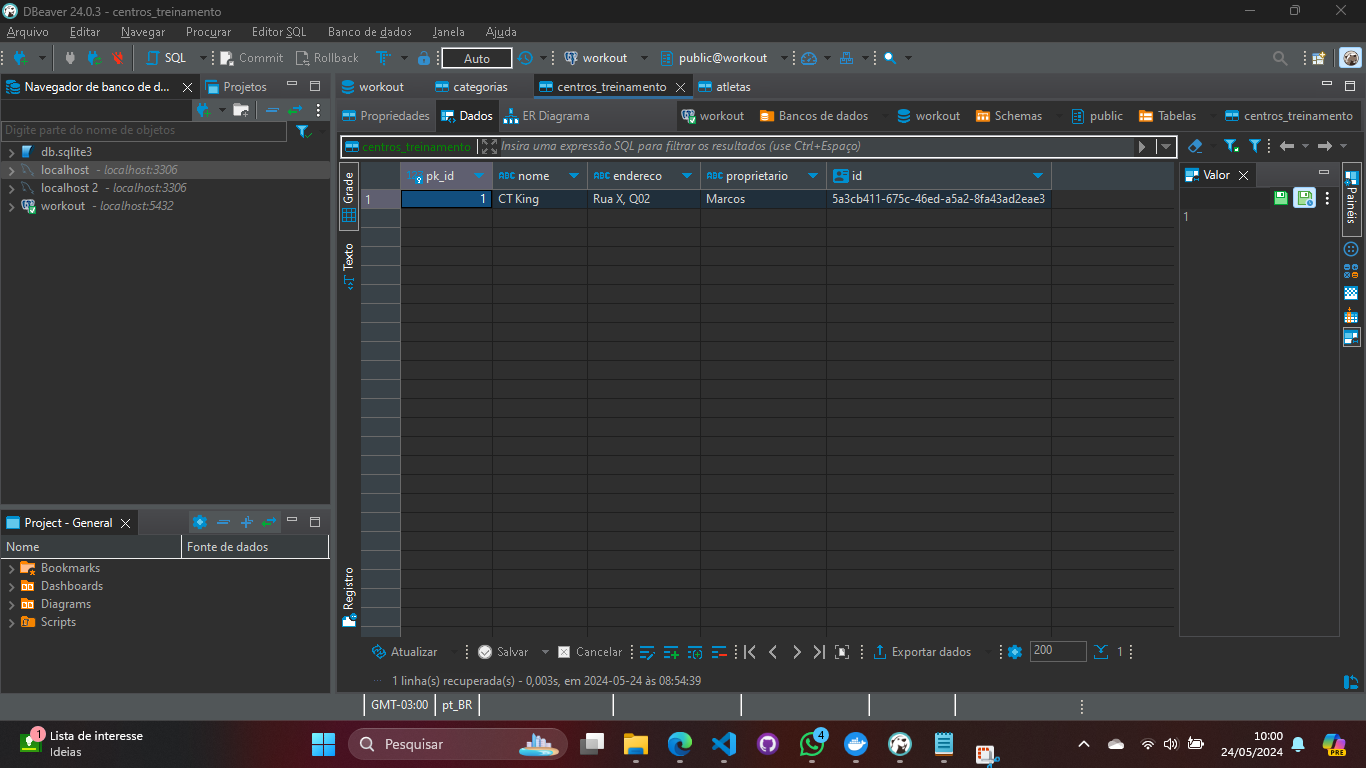 DBeaver 24.0.3 - centros_treinamento
Arquivo Editar Navegar Procurar Editor SQL Banco de dados Janela Ajuda
SQL Commit Rollback Auto workout public@workout
Navegador de banco de d... Projetos
workout categorias centros_treinamento atletas
Propriedades Dados ER Diagrama workout Bancos de dados workout Schemas public Tabelas centros_treinamento
Digite parte do nome de objetos
db.sqlite3
localhost - localhost:3306
localhost 2 - localhost:3306
workout - localhost:5432
centros_treinamento Insira uma expressão SQL para filtrar os resultados (use Ctrl+Espaço)
Grade
Texto
Registro
pk_id ABC nome ABC endereco ABC proprietario id
1 1 CT King Rua X, Q02 Marcos 5a3cb411-675c-46ed-a5a2-8fa43ad2eae3
Valor
1
Painéis
Project - General
Nome Fonte de dados
Bookmarks
Dashboards
Diagrams
Scripts
Atualizar Salvar Cancelar Exportar dados 200 1
1 linha(s) recuperada(s) - 0,003s, em 2024-05-24 às 08:54:39
GMT-03:00 pt_BR
1
Lista de interesse
Ideias
Pesquisar
4
10:00
24/05/2024
PRE